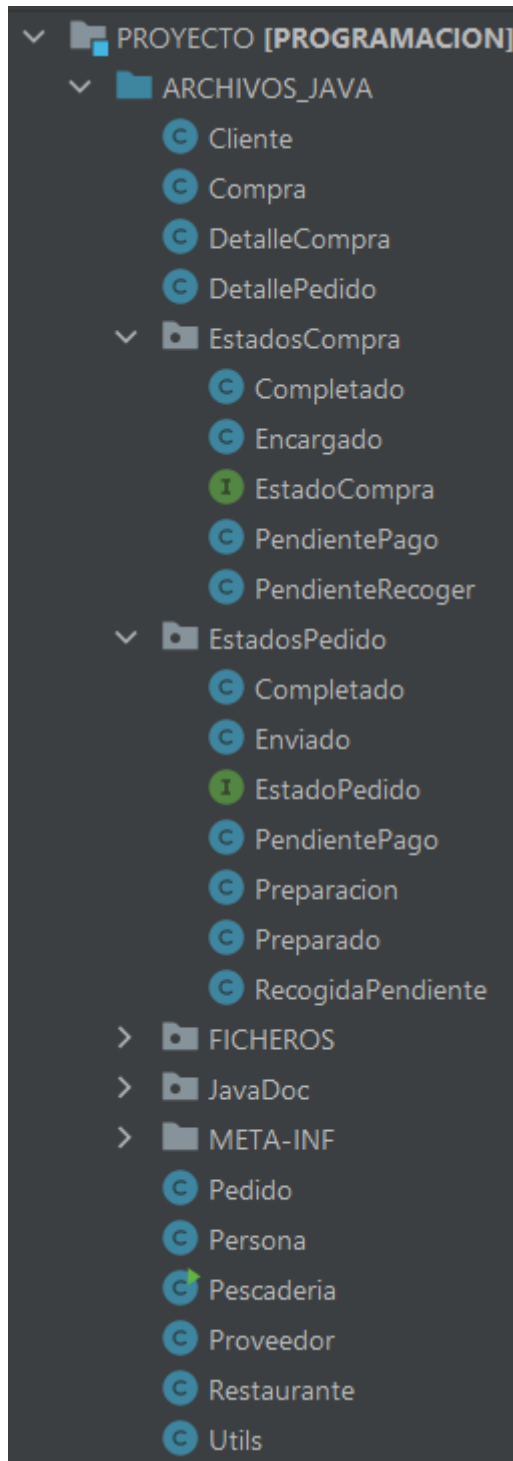 PROYECTO [PROGRAMACION]
ARCHIVOS_JAVA
C Cliente
C Compra
C DetalleCompra
C DetallePedido
EstadosCompra
C Completado
C Encargado
I EstadoCompra
C PendientePago
C PendienteRecoger
EstadosPedido
C Completado
C Enviado
I EstadoPedido
C PendientePago
C Preparacion
C Preparado
C RecogidaPendiente
FICHEROS
JavaDoc
META-INF
C Pedido
C Persona
C Pescaderia
C Proveedor
C Restaurante
C Utils